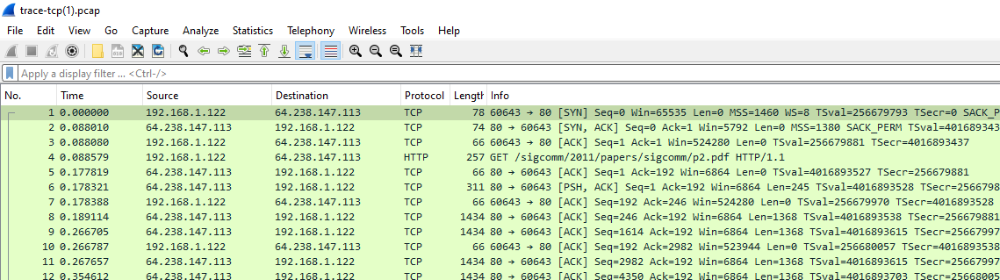 trace-tcp(1).pcap
File Edit View Go Capture Analyze Statistics Telephony Wireless Tools Help
Apply a display filter ... <Ctrl-/>
No. Time Source Destination Protocol Length Info
1 0.000000 192.168.1.122 64.238.147.113 TCP 78 60643 → 80 [SYN] Seq=0 Win=65535 Len=0 MSS=1460 WS=8 TSval=256679793 TSecr=0 SACK_P
2 0.088010 64.238.147.113 192.168.1.122 TCP 74 80 → 60643 [SYN, ACK] Seq=0 Ack=1 Win=5792 Len=0 MSS=1380 SACK_PERM TSval=401689343
3 0.088080 192.168.1.122 64.238.147.113 TCP 66 60643 → 80 [ACK] Seq=1 Ack=1 Win=524280 Len=0 TSval=256679881 TSecr=4016893437
4 0.088579 192.168.1.122 64.238.147.113 HTTP 257 GET /sigcomm/2011/papers/sigcomm/p2.pdf HTTP/1.1
5 0.177819 64.238.147.113 192.168.1.122 TCP 66 80 → 60643 [ACK] Seq=1 Ack=192 Win=6864 Len=0 TSval=4016893527 TSecr=256679881
6 0.178321 64.238.147.113 192.168.1.122 TCP 311 80 → 60643 [PSH, ACK] Seq=1 Ack=192 Win=6864 Len=245 TSval=4016893528 TSecr=2566798
7 0.178388 192.168.1.122 64.238.147.113 TCP 66 60643 → 80 [ACK] Seq=192 Ack=246 Win=524280 Len=0 TSval=256679970 TSecr=4016893528
8 0.189114 64.238.147.113 192.168.1.122 TCP 1434 80 → 60643 [ACK] Seq=246 Ack=192 Win=6864 Len=1368 TSval=4016893538 TSecr=256679881
9 0.266705 64.238.147.113 192.168.1.122 TCP 1434 80 → 60643 [ACK] Seq=1614 Ack=192 Win=6864 Len=1368 TSval=4016893615 TSecr=25667997
10 0.266787 192.168.1.122 64.238.147.113 TCP 66 60643 → 80 [ACK] Seq=192 Ack=2982 Win=523944 Len=0 TSval=256680057 TSecr=4016893538
11 0.267657 64.238.147.113 192.168.1.122 TCP 1434 80 → 60643 [ACK] Seq=2982 Ack=192 Win=6864 Len=1368 TSval=4016893615 TSecr=25667997
12 0.354612 64.238.147.113 192.168.1.122 TCP 1434 80 → 60643 [ACK] Seq=4350 Ack=192 Win=6864 Len=1368 TSval=4016893703 TSecr=25668005